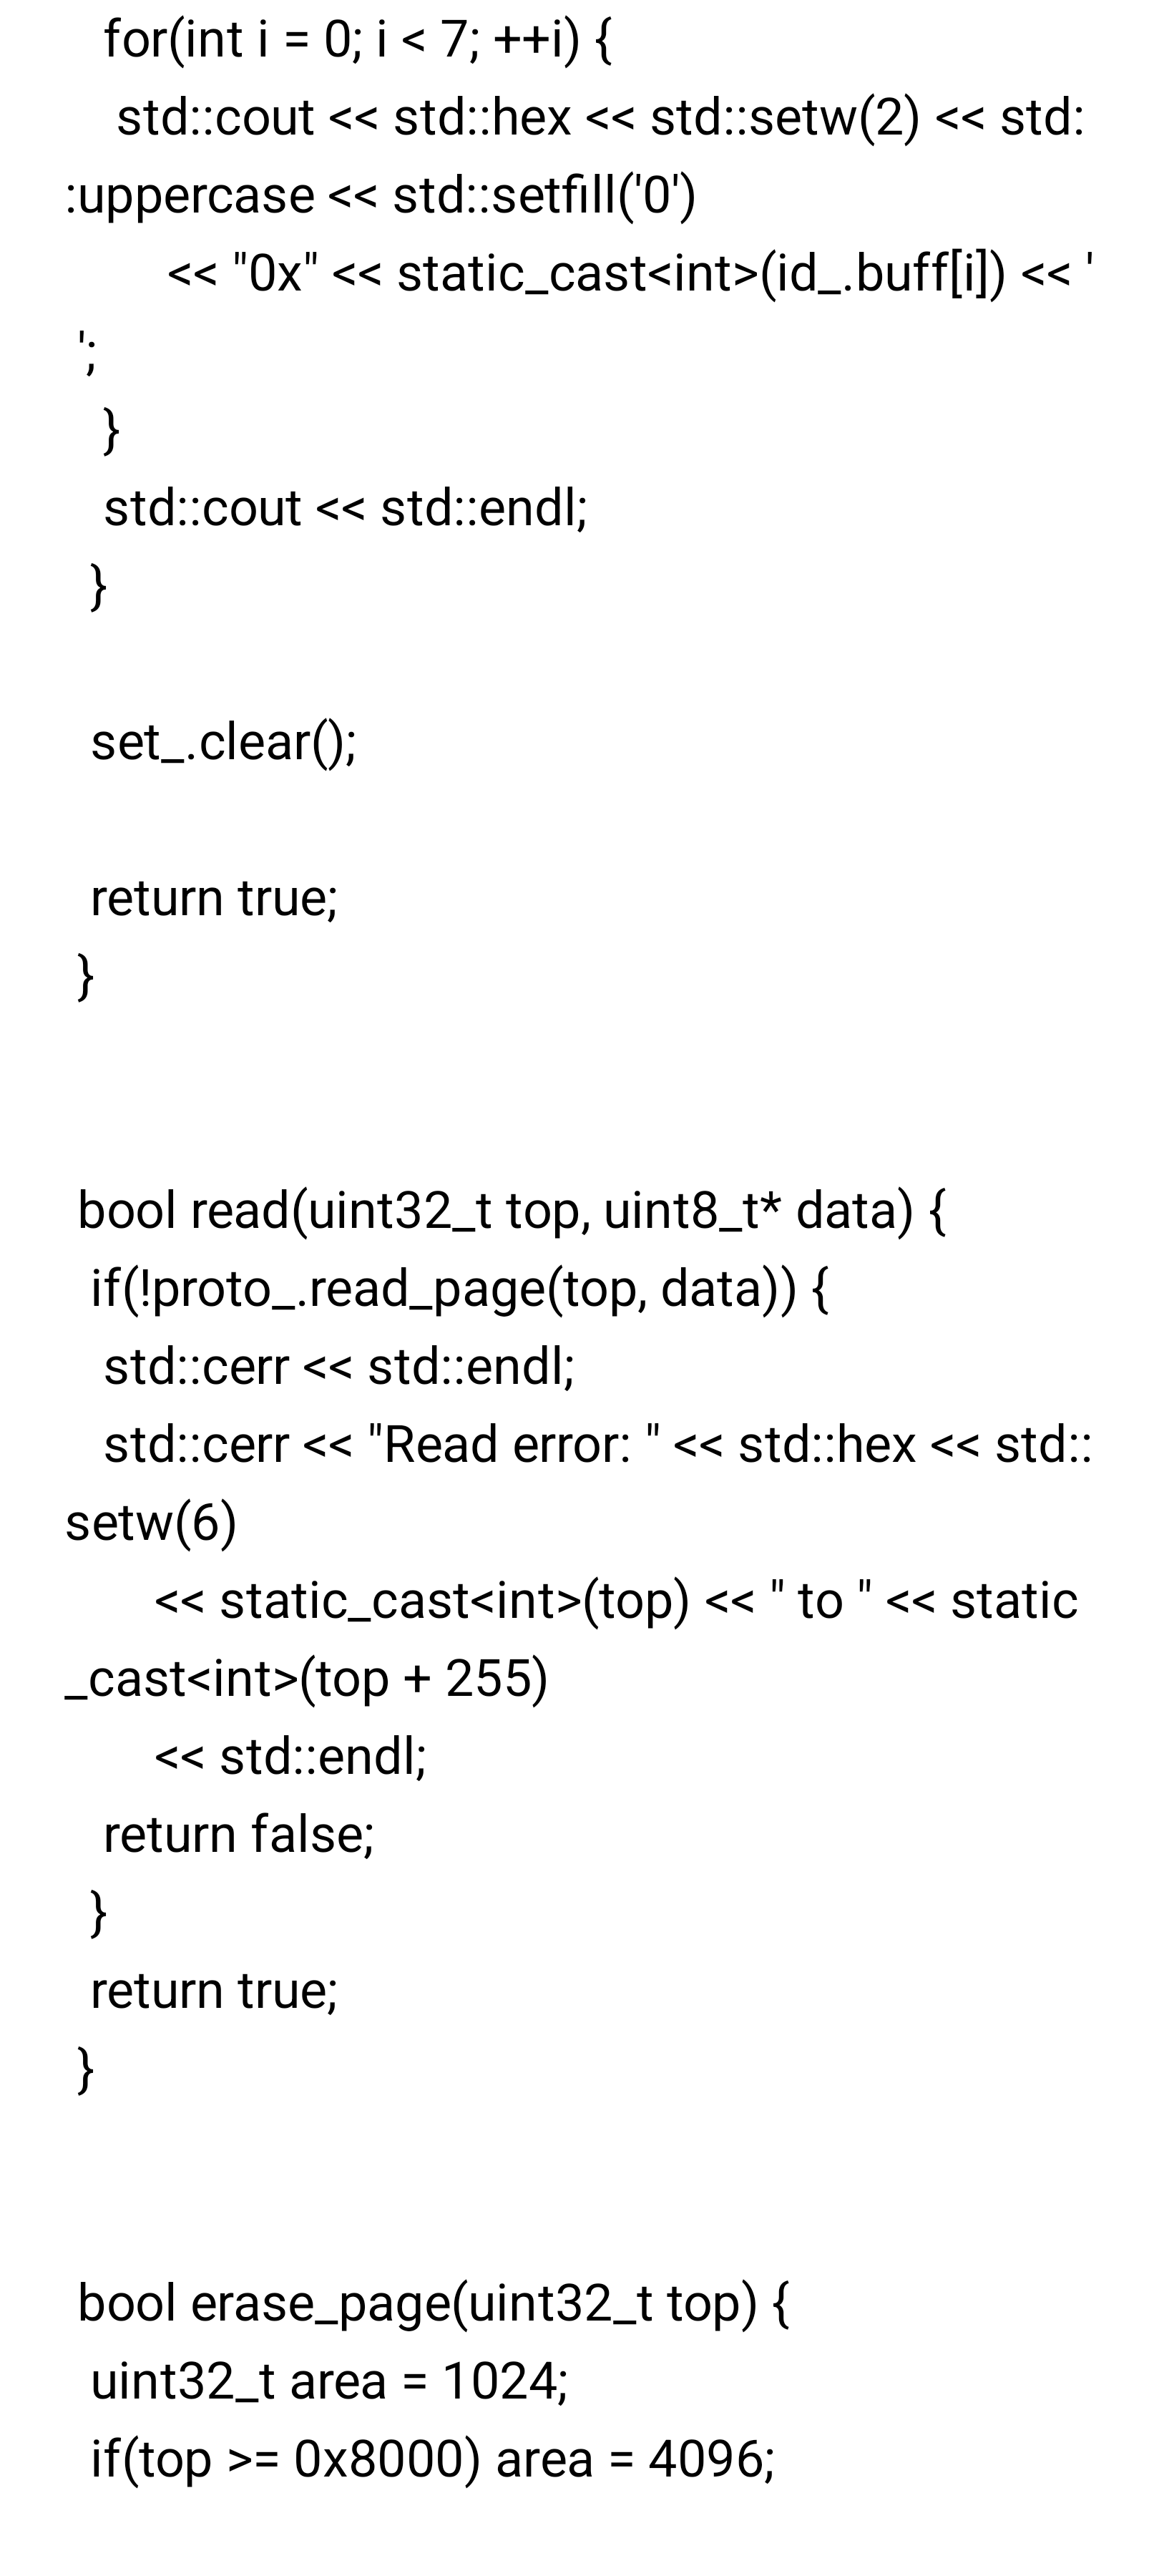 for(int i = 0; i < 7; ++i) {
std::cout << std::hex << std::setw(2) << std:
:uppercase << std::setfill('0')
<< "0x" << static_cast<int>(id_.buff[i]) << '
';
}
std::cout << std::endl;
}
set_.clear();
return true;
}
bool read(uint32_t top, uint8_t* data) {
if(!proto_.read_page(top, data)) {
std::cerr << std::endl;
std::cerr << "Read error: " << std::hex << std::
setw(6)
<< static_cast<int>(top) << " to " << static
_cast<int>(top + 255)
<< std::endl;
return false;
}
return true;
}
bool erase_page(uint32_t top) {
uint32_t area = 1024;
if(top >= 0x8000) area = 4096;